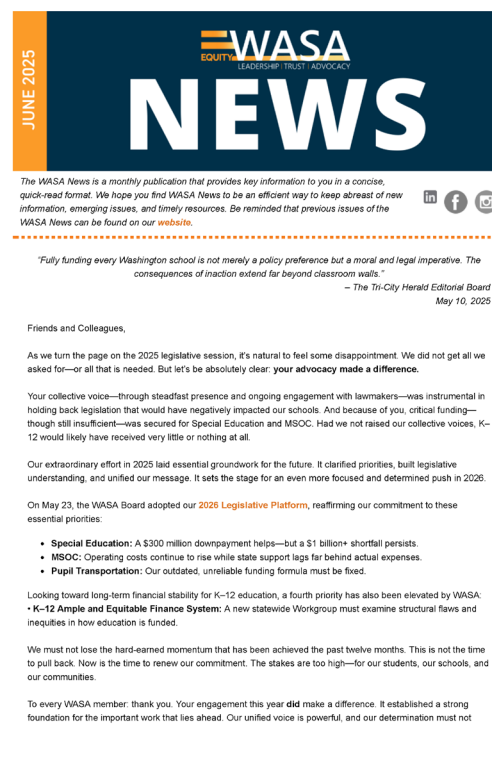 JUNE 2025
EQUITY
WASA
LEADERSHIP | TRUST | ADVOCACY
NEWS
The WASA News is a monthly publication that provides key information to you in a concise,
quick-read format. We hope you find WASA News to be an efficient way to keep abreast of new
information, emerging issues, and timely resources. Be reminded that previous issues of the
WASA News can be found on our website.
in f
“Fully funding every Washington school is not merely a policy preference but a moral and legal imperative. The
consequences of inaction extend far beyond classroom walls.”
– The Tri-City Herald Editorial Board
May 10, 2025
Friends and Colleagues,
As we turn the page on the 2025 legislative session, it’s natural to feel some disappointment. We did not get all we
asked for—or all that is needed. But let’s be absolutely clear: your advocacy made a difference.
Your collective voice—through steadfast presence and ongoing engagement with lawmakers—was instrumental in
holding back legislation that would have negatively impacted our schools. And because of you, critical funding—
though still insufficient—was secured for Special Education and MSOC. Had we not raised our collective voices, K–
12 would likely have received very little or nothing at all.
Our extraordinary effort in 2025 laid essential groundwork for the future. It clarified priorities, built legislative
understanding, and unified our message. It sets the stage for an even more focused and determined push in 2026.
On May 23, the WASA Board adopted our 2026 Legislative Platform, reaffirming our commitment to these
essential priorities:
• Special Education: A $300 million downpayment helps—but a $1 billion+ shortfall persists.
• MSOC: Operating costs continue to rise while state support lags far behind actual expenses.
• Pupil Transportation: Our outdated, unreliable funding formula must be fixed.
Looking toward long-term financial stability for K–12 education, a fourth priority has also been elevated by WASA:
• K–12 Ample and Equitable Finance System: A new statewide Workgroup must examine structural flaws and
inequities in how education is funded.
We must not lose the hard-earned momentum that has been achieved the past twelve months. This is not the time
to pull back. Now is the time to renew our commitment. The stakes are too high—for our students, our schools, and
our communities.
To every WASA member: thank you. Your engagement this year did make a difference. It established a strong
foundation for the important work that lies ahead. Our unified voice is powerful, and our determination must not